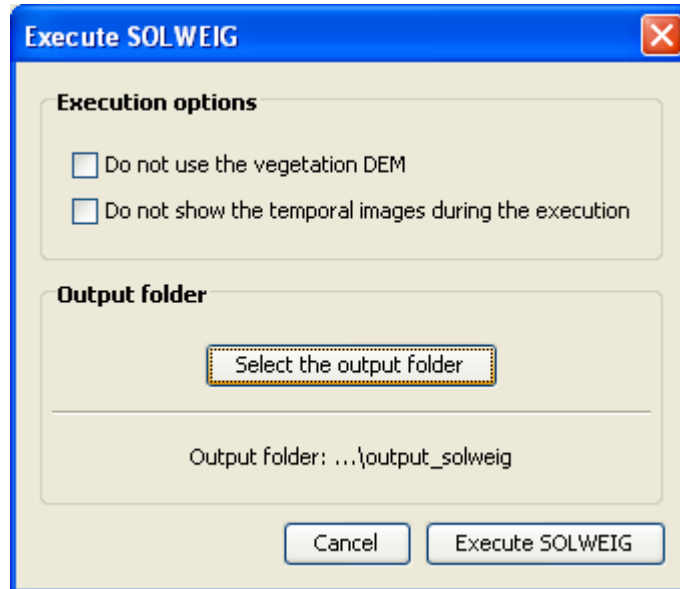 Execute SOLWEIG
Execution options
Do not use the vegetation DEM
Do not show the temporal images during the execution
Output folder
Select the output folder
Output folder: ...\output_solweig
Cancel
Execute SOLWEIG